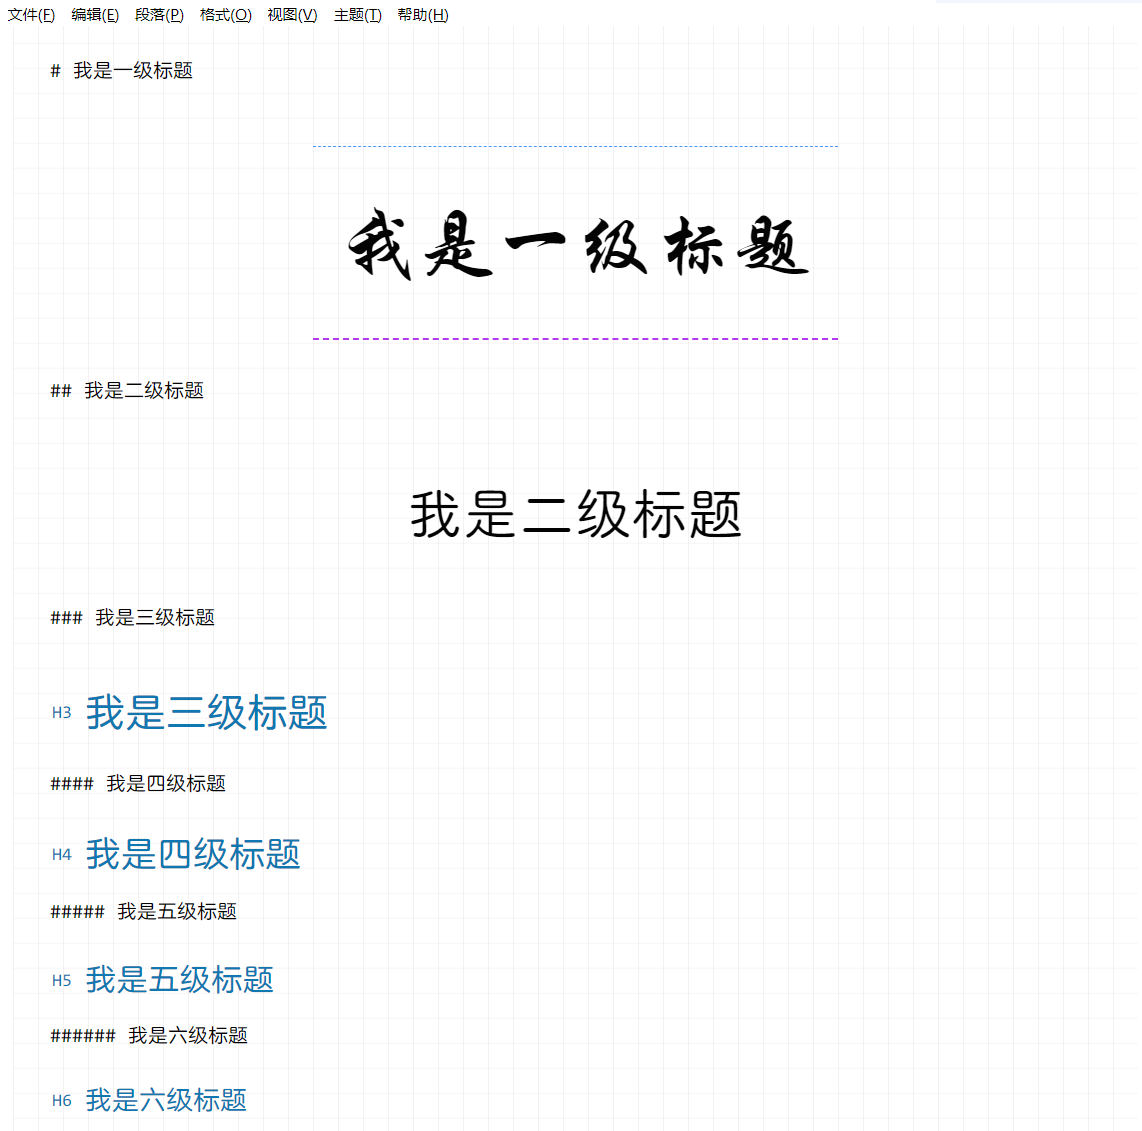 文件(F) 编辑(E) 段落(P) 格式(O) 视图(V) 主题(T) 帮助(H)
# 我是一级标题
我是一级标题
## 我是二级标题
我是二级标题
### 我是三级标题
H3 我是三级标题
#### 我是四级标题
H4 我是四级标题
##### 我是五级标题
H5 我是五级标题
###### 我是六级标题
H6 我是六级标题